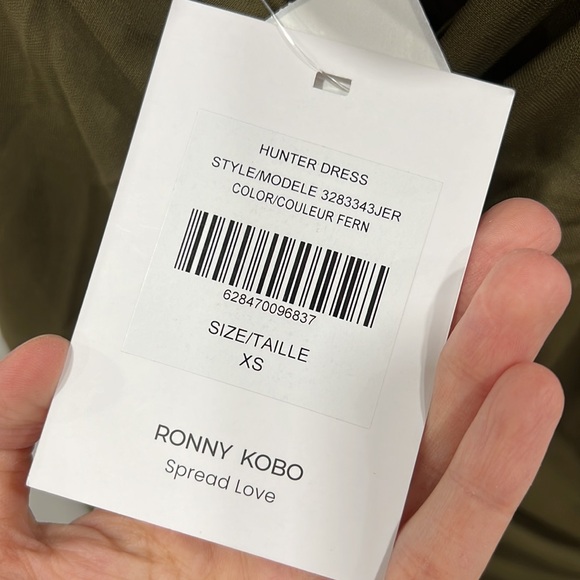 HUNTER DRESS
STYLE/MODELE 3283343JER
COLOR/COULEUR FERN
628470096837
SIZE/TAILLE
XS
RONNY KOBO
Spread Love